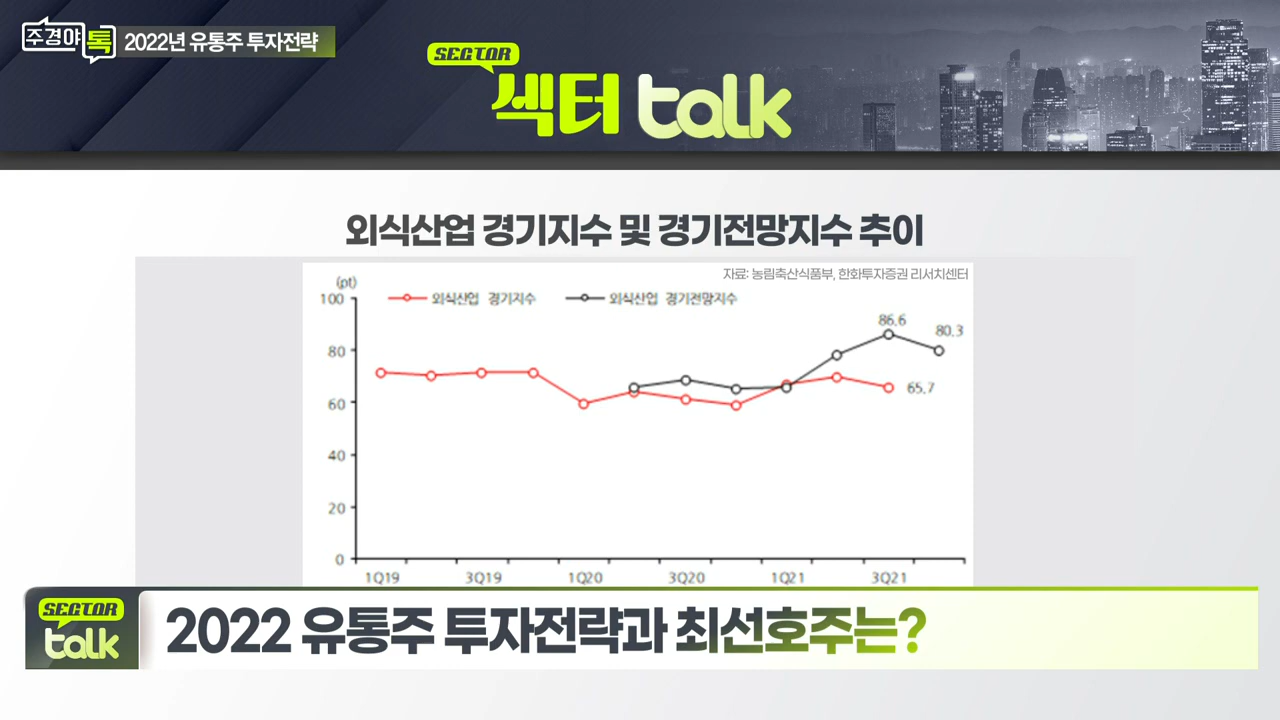 주경야톡 2022년 유통주 투자전략
SECTOR
섹터 talk
외식산업 경기지수 및 경기전망지수 추이
자료: 농림축산식품부, 한화투자증권 리서치센터
(pt)
외식산업 경기지수 외식산업 경기전망지수
100
80
60
40
20
0
86.6
80.3
65.7
1Q19 3Q19 1Q20 3Q20 1Q21 3Q21
SECTOR
talk
2022 유통주 투자전략과 최선호주는?